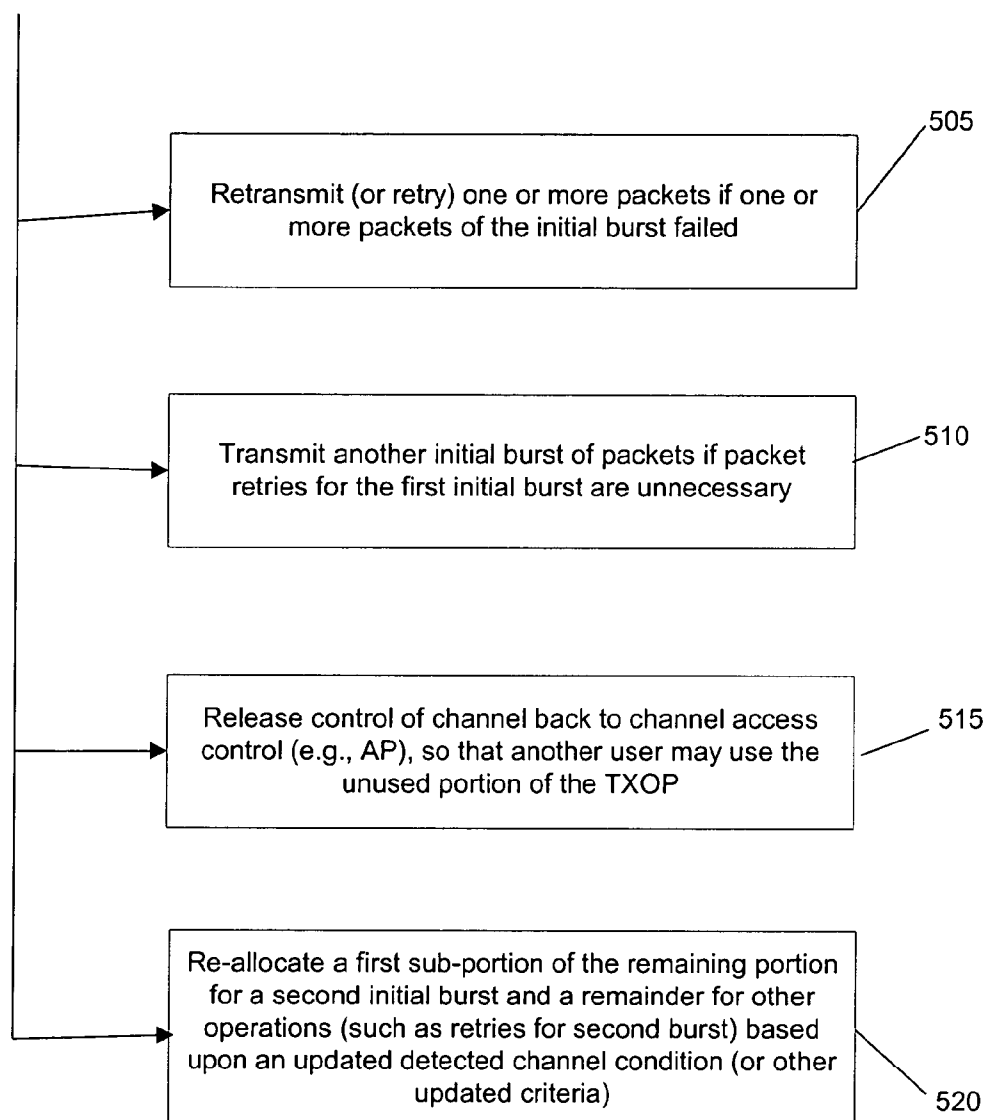 505
Retransmit (or retry) one or more packets if one or
more packets of the initial burst failed
510
Transmit another initial burst of packets if packet
retries for the first initial burst are unnecessary
515
Release control of channel back to channel access
control (e.g., AP), so that another user may use the
unused portion of the TXOP
Re-allocate a first sub-portion of the remaining portion
for a second initial burst and a remainder for other
operations (such as retries for second burst) based
upon an updated detected channel condition (or other
updated criteria)
520